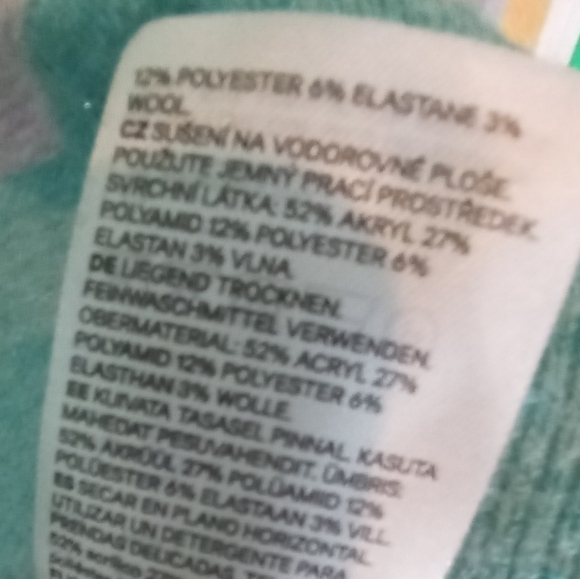 12% POLYESTER 6% ELASTANE 3%
WOOL.
CZ SUŠENÍ NA VODOROVNÉ PLOŠE.
POUŽIJTE JEMNÝ PRACÍ PROSTŘEDEK.
SVRCHNÍ LÁTKA: 52% AKRYL 27%
POLYAMID 12% POLYESTER 6%
ELASTAN 3% VLNA.
DE LIEGEND TROCKNEN.
FEINWASCHMITTEL VERWENDEN.
OBERMATERIAL: 52% ACRYL 27%
POLYAMID 12% POLYESTER 6%
ELASTHAN 3% WOLLE.
EE KUIVATA TASASEL PINNAL. KASUTA
MAHEDAT PESUVAHENDIT. ÜMBRIS:
52% AKRÜÜL 27% POLÜAMIID 12%
POLÜESTER 6% ELASTAAN 3% VILL.
ES SECAR EN PLANO HORIZONTAL.
UTILIZAR UN DETERGENTE PARA
PRENDAS DELICADAS.
52%